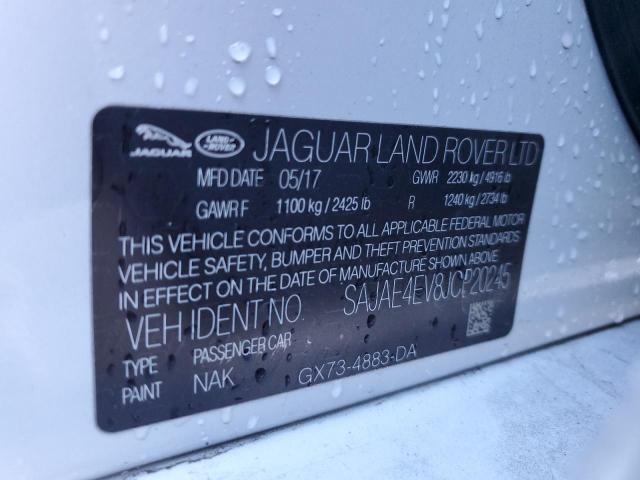 JAGUAR LAND-ROVER JAGUAR LAND ROVER LTD
MFD DATE 05/17 GVWR 2230 kg / 4916 lb
GAWR F 1100 kg / 2425 lb R 1240 kg / 2734 lb
THIS VEHICLE CONFORMS TO ALL APPLICABLE FEDERAL MOTOR
VEHICLE SAFETY, BUMPER AND THEFT PREVENTION STANDARDS
IN EFFECT ON THE DATE OF MANUFACTURE SHOWN ABOVE
VEH IDENT NO. SAJAE4EV8JCP20245
TYPE PASSENGER CAR
PAINT NAK GX73-4883-DA